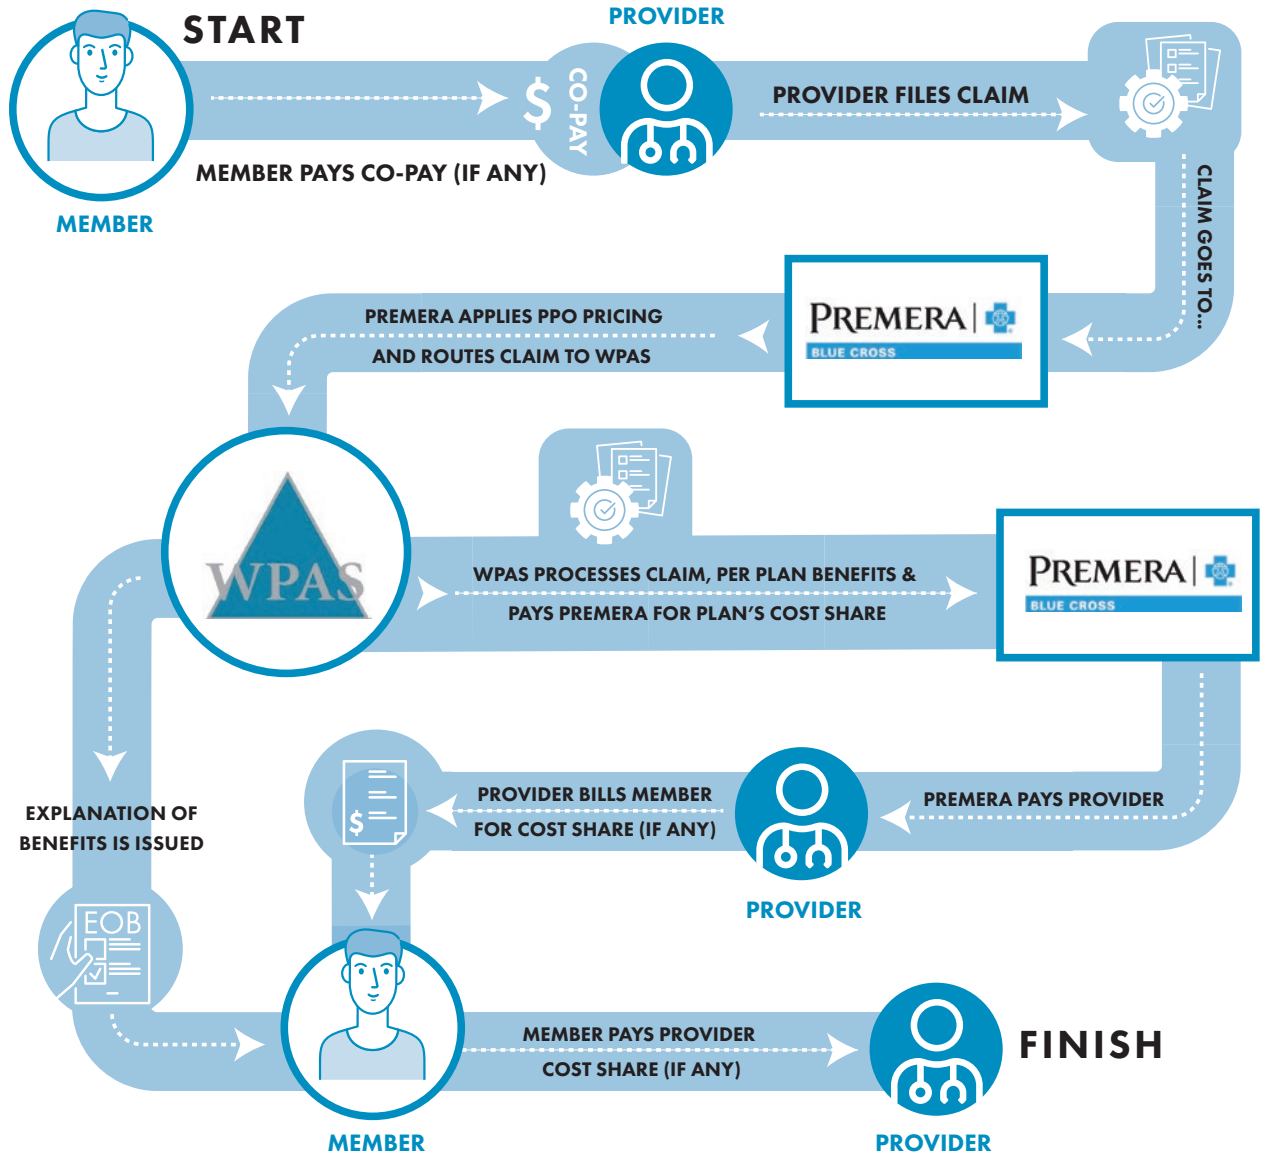 START
PROVIDER
$
CO-PAY
PROVIDER FILES CLAIM
MEMBER PAYS CO-PAY (IF ANY)
MEMBER
CLAIM GOES TO...
PREMERA
BLUE CROSS
PREMERA APPLIES PPO PRICING
AND ROUTES CLAIM TO WPAS
WPAS
WPAS PROCESSES CLAIM, PER PLAN BENEFITS &
PAYS PREMERA FOR PLAN'S COST SHARE
PREMERA
BLUE CROSS
PREMERA PAYS PROVIDER
PROVIDER
PROVIDER BILLS MEMBER
FOR COST SHARE (IF ANY)
$
EXPLANATION OF
BENEFITS IS ISSUED
EOB
MEMBER
MEMBER PAYS PROVIDER
COST SHARE (IF ANY)
PROVIDER
FINISH